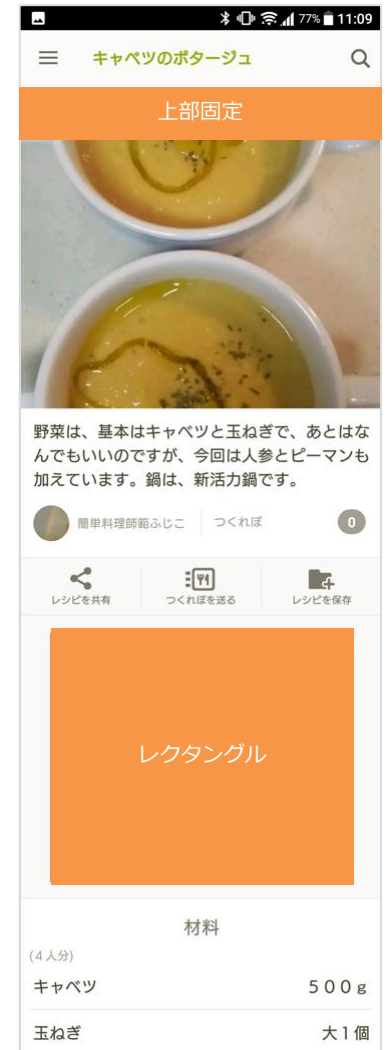 77% 11:09
キャベツのポタージュ
上部固定
野菜は、基本はキャベツと玉ねぎで、あとはな
んでもいいのですが、今回は人参とピーマンも
加えています。鍋は、新活力鍋です。
簡単料理師範ふじこ つくれぽ 0
レシピを共有 つくれぽを送る レシピを保存
レクタングル
材料
(4人分)
キャベツ ５００g
玉ねぎ 大１個